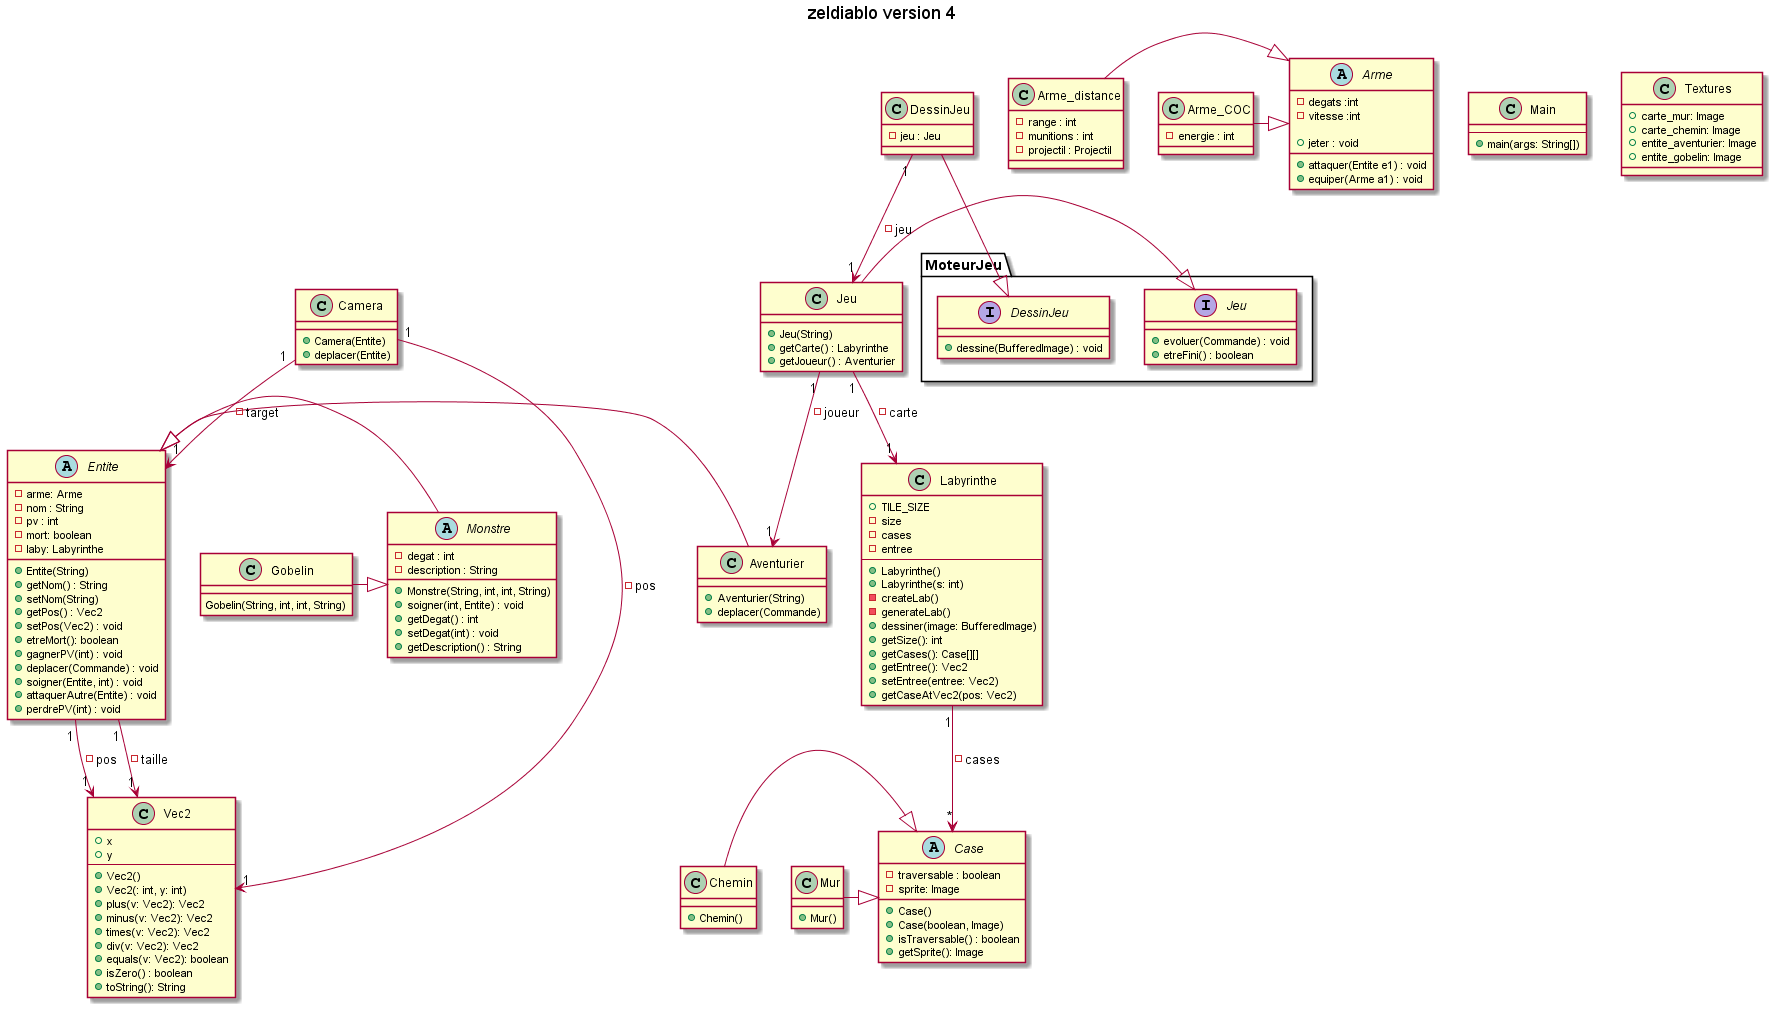 zeldiablo version 4
C DessinJeu
jeu : Jeu
C Arme_distance
range : int
munitions : int
projectil : Projectil
C Arme_COC
energie : int
A Arme
degats :int
vitesse :int
jeter : void
attaquer(Entite e1) : void
equiper(Arme a1) : void
C Main
main(args: String[])
C Textures
carte_mur: Image
carte_chemin: Image
entite_aventurier: Image
entite_gobelin: Image
1
jeu
1
MoteurJeu
I DessinJeu
dessine(BufferedImage) : void
I Jeu
evoluer(Commande) : void
etreFini() : boolean
C Jeu
Jeu(String)
getCarte() : Labyrinthe
getJoueur() : Aventurier
C Camera
Camera(Entite)
deplacer(Entite)
1
1
1
1
target
joueur
carte
1
1
1
A Entite
arme: Arme
nom : String
pv : int
mort: boolean
laby: Labyrinthe
Entite(String)
getNom() : String
setNom(String)
getPos() : Vec2
setPos(Vec2) : void
etreMort(): boolean
gagnerPV(int) : void
deplacer(Commande) : void
soigner(Entite, int) : void
attaquerAutre(Entite) : void
perdrePV(int) : void
C Gobelin
Gobelin(String, int, int, String)
A Monstre
degat : int
description : String
Monstre(String, int, int, String)
soigner(int, Entite) : void
getDegat() : int
setDegat(int) : void
getDescription() : String
pos
C Aventurier
Aventurier(String)
deplacer(Commande)
C Labyrinthe
TILE_SIZE
size
cases
entree
Labyrinthe()
Labyrinthe(s: int)
createLab()
generateLab()
dessiner(image: BufferedImage)
getSize(): int
getCases(): Case[][]
getEntree(): Vec2
setEntree(entree: Vec2)
getCaseAtVec2(pos: Vec2)
1
1
1
pos
taille
cases
1
1
*
C Vec2
x
y
Vec2()
Vec2(: int, y: int)
plus(v: Vec2): Vec2
minus(v: Vec2): Vec2
times(v: Vec2): Vec2
div(v: Vec2): Vec2
equals(v: Vec2): boolean
isZero() : boolean
toString(): String
1
C Chemin
Chemin()
C Mur
Mur()
A Case
traversable : boolean
sprite: Image
Case()
Case(boolean, Image)
isTraversable() : boolean
getSprite(): Image